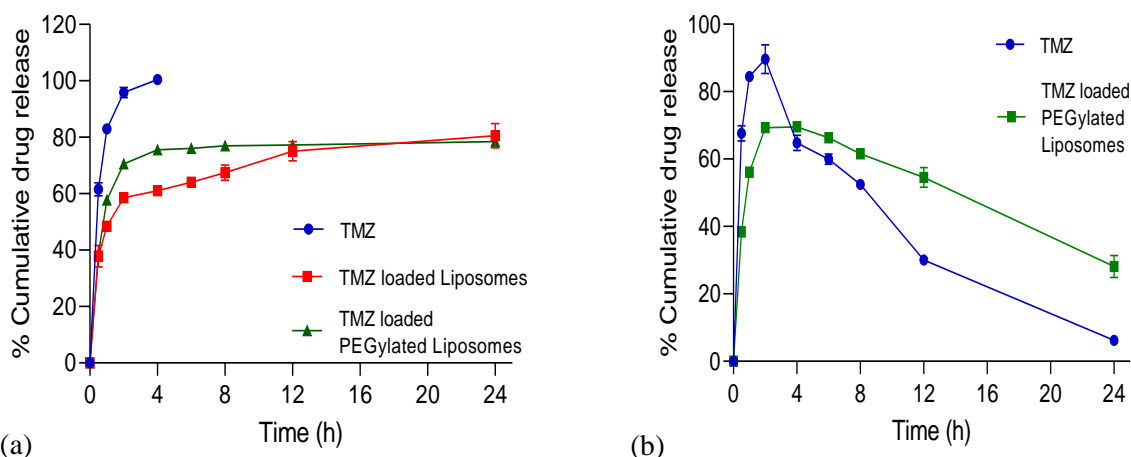 % Cumulative drug release
120
100
80
60
40
20
0
TMZ
TMZ loaded Liposomes
TMZ loaded
PEGylated Liposomes
0 4 8 12 16 20 24
Time (h)
(a)
% Cumulative drug release
100
80
60
40
20
0
TMZ
TMZ loaded
PEGylated
Liposomes
0 4 8 12 16 20 24
Time (h)
(b)